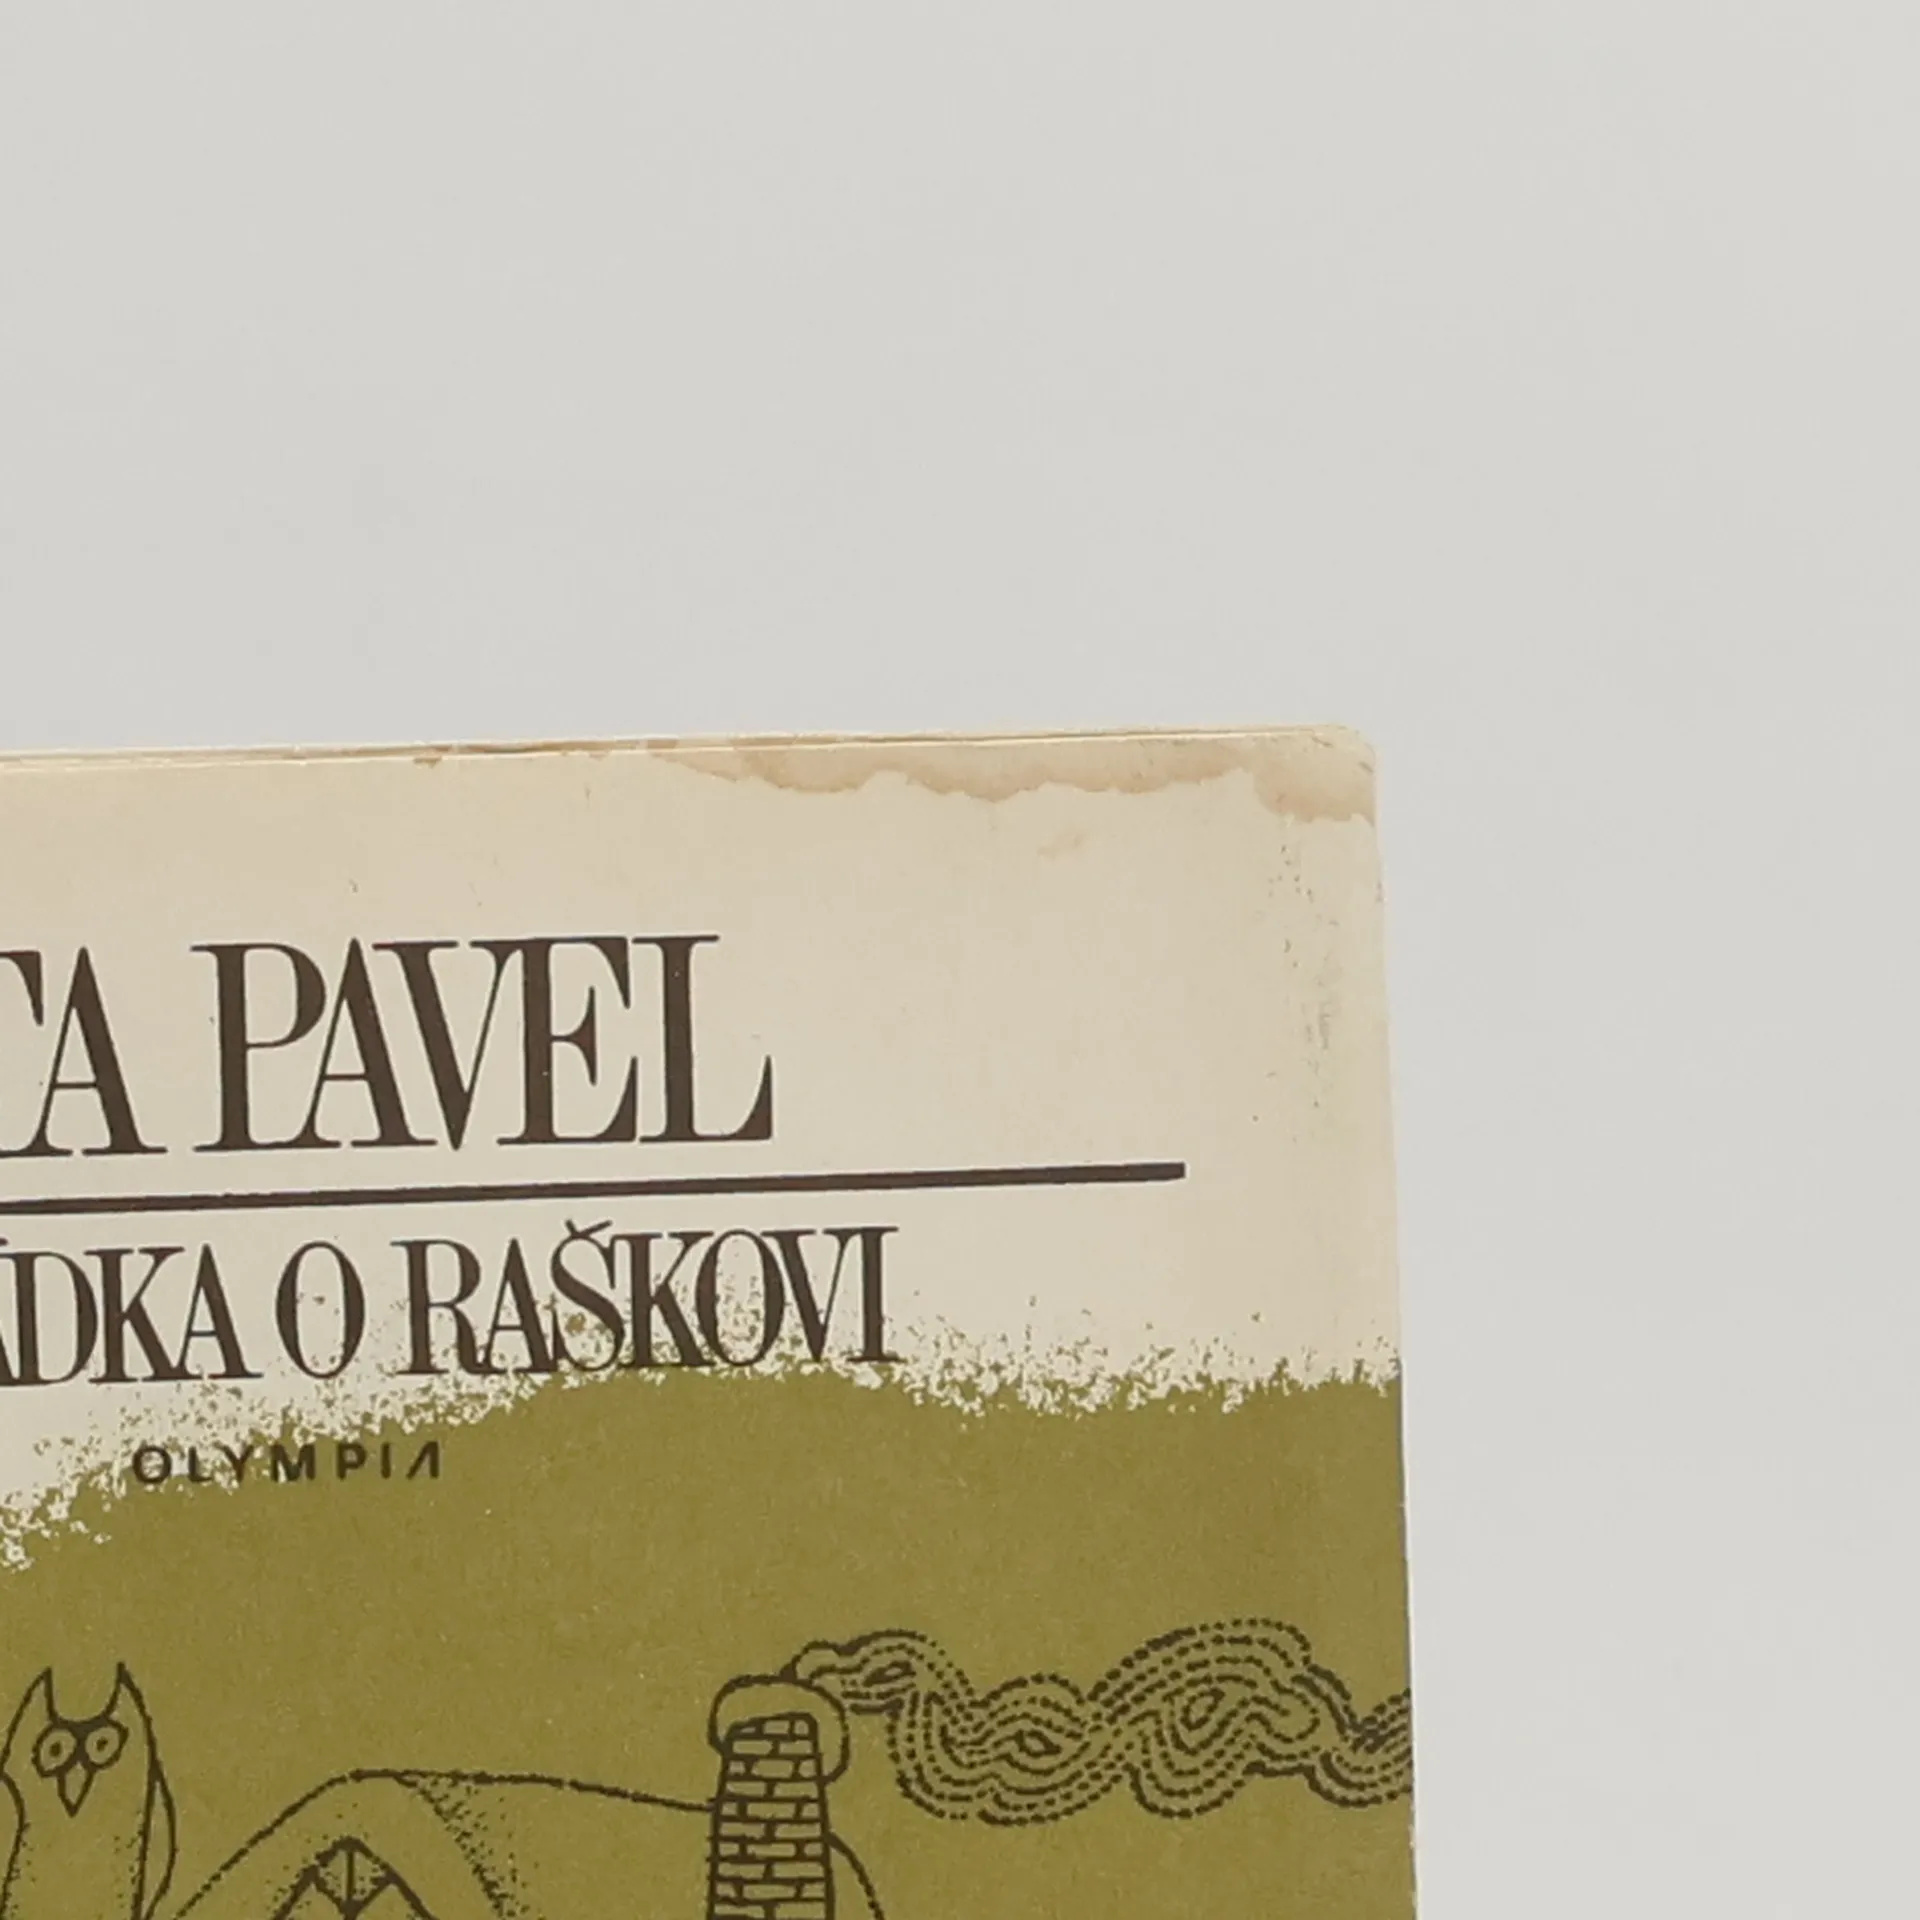 TA PAVEL
ÁDKA O RAŠKOVI
OLYMPIA